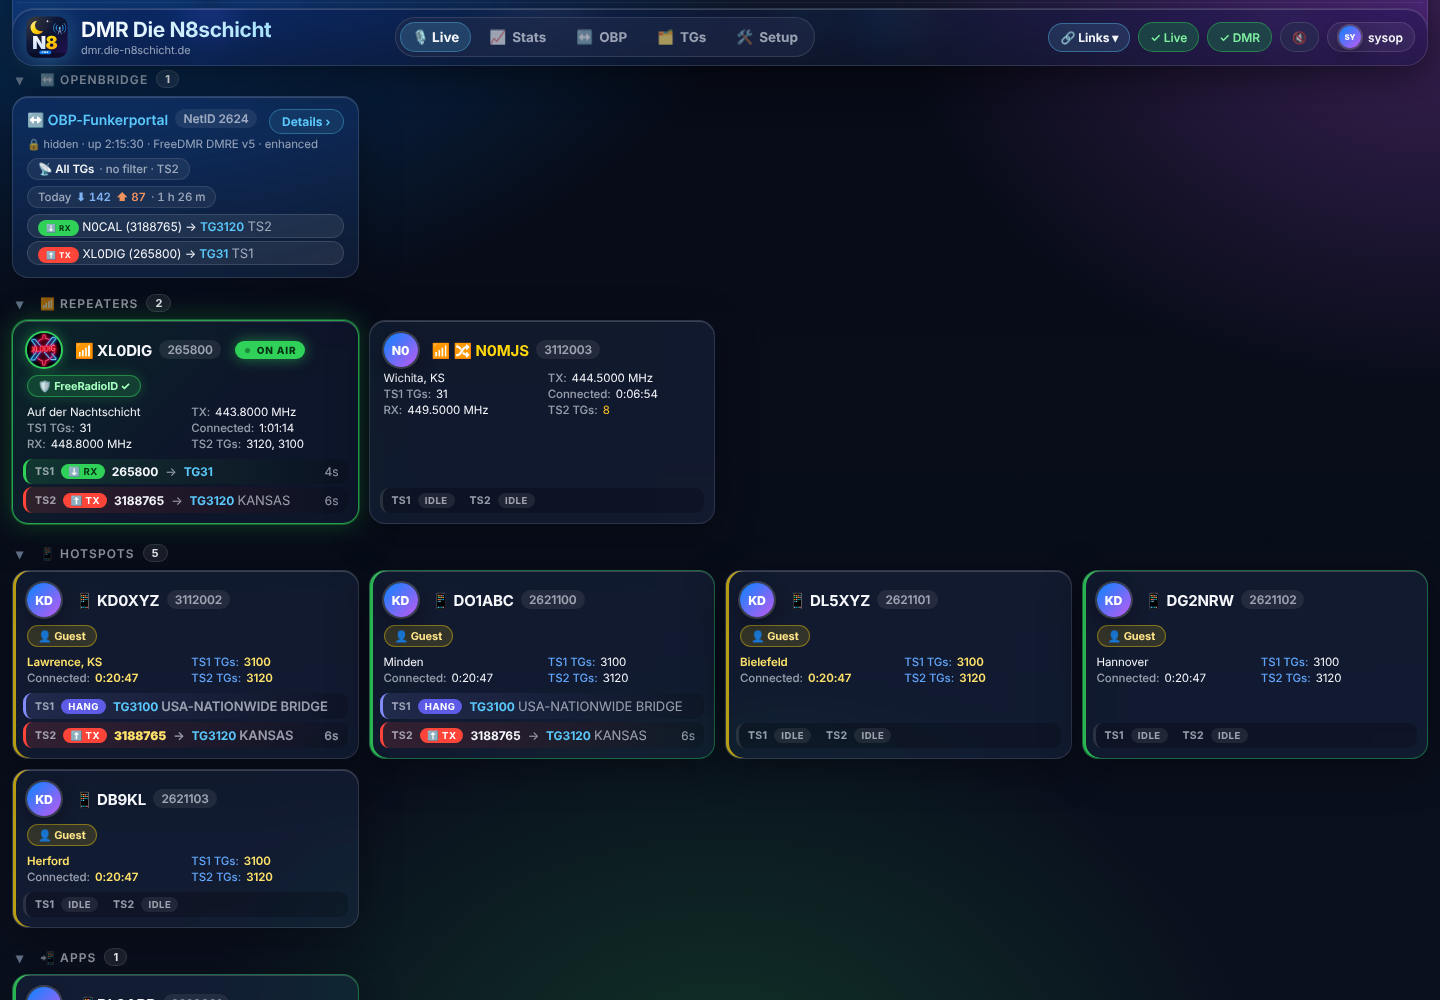 N8
DMR Die N8schicht
dmr.die-n8schicht.de
Live
Stats
OBP
TGs
Setup
Links ▾
✓ Live
✓ DMR
SY
sysop
▼ OPENBRIDGE 1
OBP-Funkerportal NetID 2624 Details ›
hidden · up 2:15:30 · FreeDMR DMRE v5 · enhanced
All TGs · no filter · TS2
Today ⬇ 142 ⬆ 87 · 1 h 26 m
RX N0CAL (3188765) → TG3120 TS2
TX XL0DIG (265800) → TG31 TS1
▼ REPEATERS 2
XL0DIG 265800 ON AIR
FreeRadioID ✓
Auf der Nachtschicht TX: 443.8000 MHz
TS1 TGs: 31 Connected: 1:01:14
RX: 448.8000 MHz TS2 TGs: 3120, 3100
TS1 RX 265800 → TG31 4s
TS2 TX 3188765 → TG3120 KANSAS 6s
N0 N0MJS 3112003
Wichita, KS TX: 444.5000 MHz
TS1 TGs: 31 Connected: 0:06:54
RX: 449.5000 MHz TS2 TGs: 8
TS1 IDLE TS2 IDLE
▼ HOTSPOTS 5
KD KD0XYZ 3112002
Guest
Lawrence, KS TS1 TGs: 3100
Connected: 0:20:47 TS2 TGs: 3120
TS1 HANG TG3100 USA-NATIONWIDE BRIDGE
TS2 TX 3188765 → TG3120 KANSAS 6s
KD DO1ABC 2621100
Guest
Minden TS1 TGs: 3100
Connected: 0:20:47 TS2 TGs: 3120
TS1 HANG TG3100 USA-NATIONWIDE BRIDGE
TS2 TX 3188765 → TG3120 KANSAS 6s
KD DL5XYZ 2621101
Guest
Bielefeld TS1 TGs: 3100
Connected: 0:20:47 TS2 TGs: 3120
TS1 IDLE TS2 IDLE
KD DG2NRW 2621102
Guest
Hannover TS1 TGs: 3100
Connected: 0:20:47 TS2 TGs: 3120
TS1 IDLE TS2 IDLE
KD DB9KL 2621103
Guest
Herford TS1 TGs: 3100
Connected: 0:20:47 TS2 TGs: 3120
TS1 IDLE TS2 IDLE
▼ APPS 1